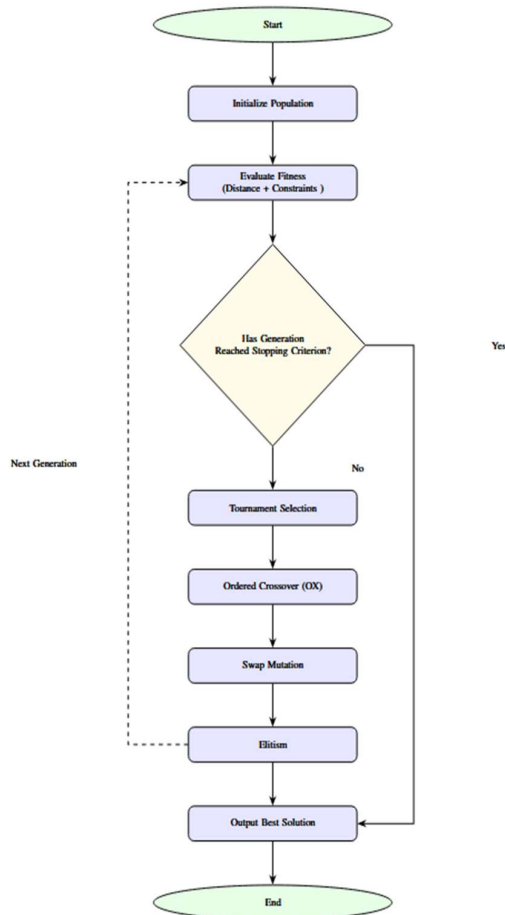 Start
Initialize Population
Evaluate Fitness
(Distance + Constraints )
Has Generation
Reached Stopping Criterion?
Yes
Next Generation
No
Tournament Selection
Ordered Crossover (OX)
Swap Mutation
Elitism
Output Best Solution
End